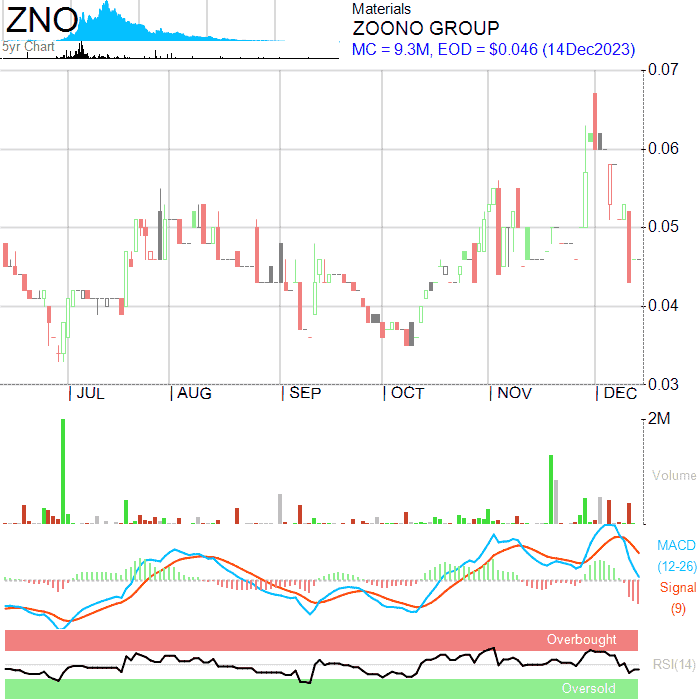 ZNO
5yr Chart
Materials
ZOONO GROUP
MC = 9.3M, EOD = $0.046 (14Dec2023)
0.07
0.06
0.05
0.04
0.03
JUL AUG SEP OCT NOV DEC
2M
Volume
MACD
(12-26)
Signal
(9)
Overbought
RSI(14)
Oversold